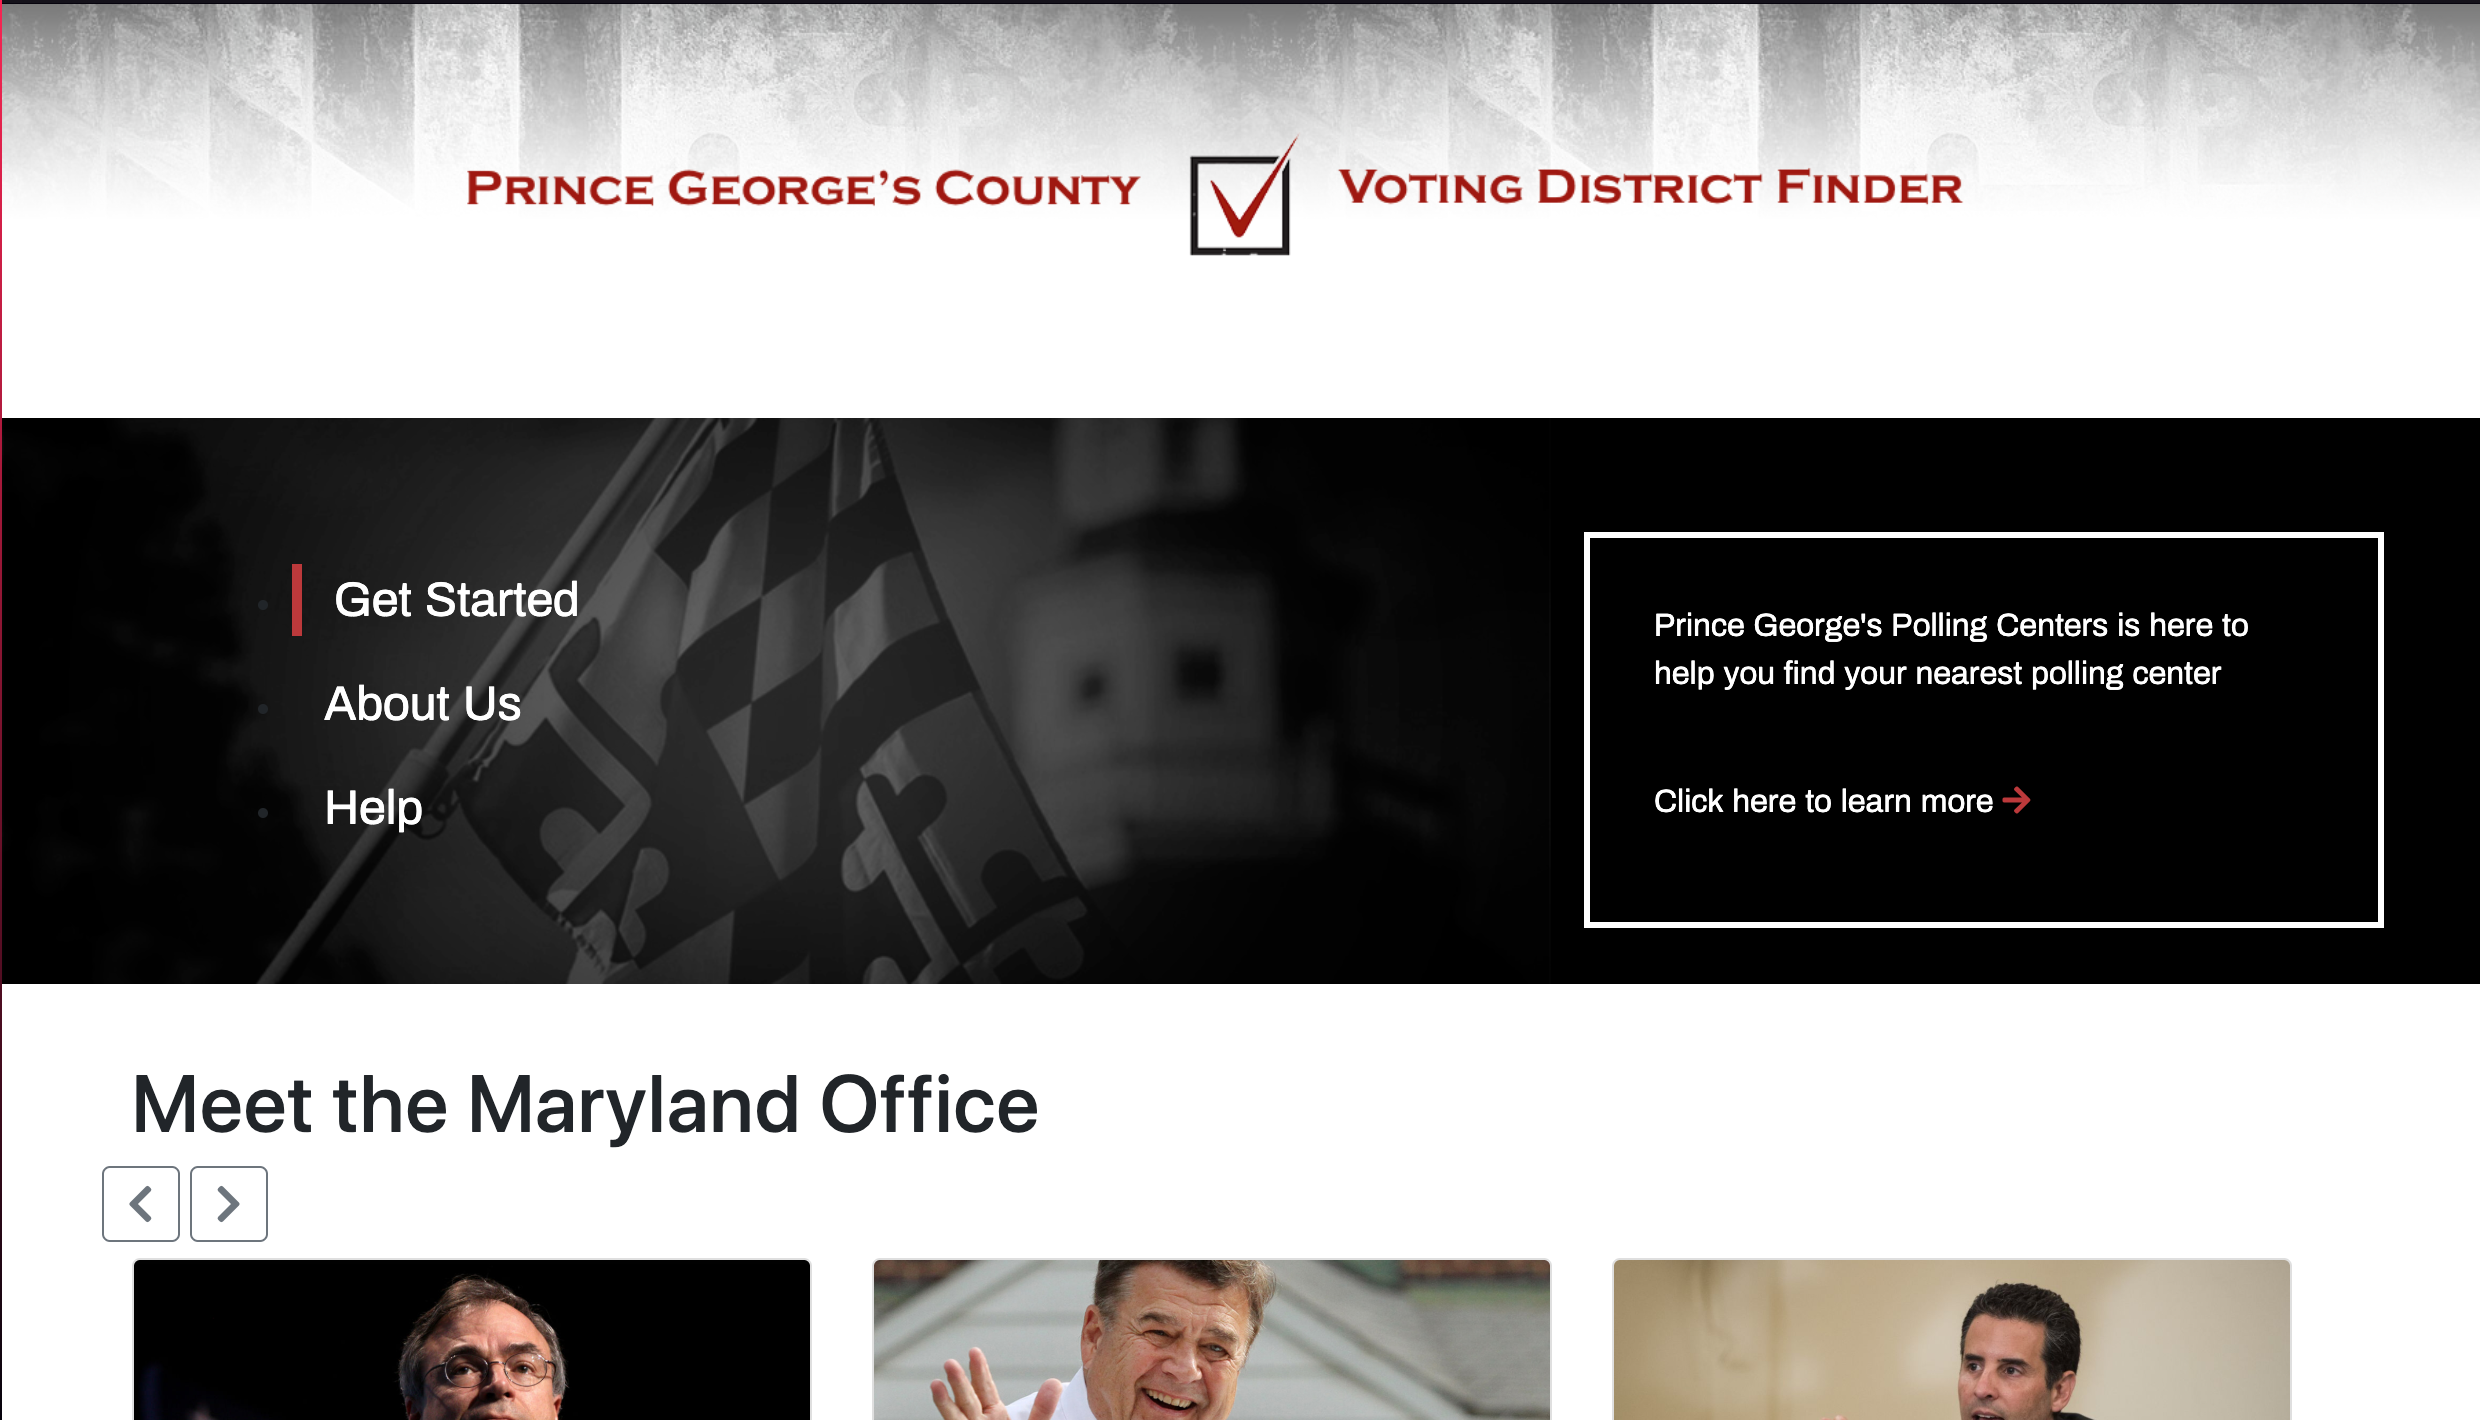 Prince George's County Voting District Finder
Get Started
About Us
Help
Prince George's Polling Centers is here to
help you find your nearest polling center
Click here to learn more
Meet the Maryland Office